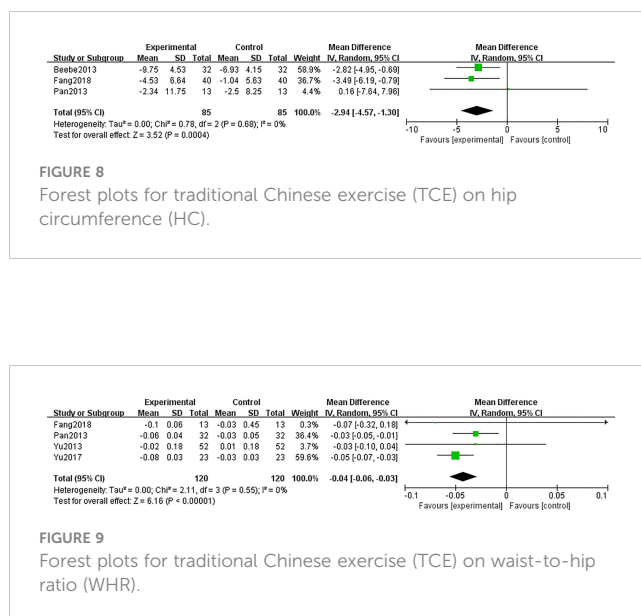 Experimental Control Mean Difference Mean Difference
Study or Subgroup Mean SD Total Mean SD Total Weight IV, Random, 95% CI IV, Random, 95% CI
Beebe2013 -9.75 4.53 32 -6.93 4.15 32 58.9% -2.82 [-4.95, -0.69]
Fang2018 -4.53 6.64 40 -1.04 5.63 40 36.7% -3.49 [-6.19, -0.79]
Pan2013 -2.34 11.75 13 -2.5 8.25 13 4.4% 0.16 [-7.64, 7.96]
Total (95% CI) 85 85 100.0% -2.94 [-4.57, -1.30]
Heterogeneity: Tau² = 0.00; Chi² = 0.78, df = 2 (P = 0.68); I² = 0%
Test for overall effect: Z = 3.52 (P = 0.0004)
-10 -5 0 5 10
Favours [experimental] Favours [control]
FIGURE 8
Forest plots for traditional Chinese exercise (TCE) on hip
circumference (HC).
Experimental Control Mean Difference Mean Difference
Study or Subgroup Mean SD Total Mean SD Total Weight IV, Random, 95% CI IV, Random, 95% CI
Fang2018 -0.1 0.06 13 -0.03 0.45 13 0.3% -0.07 [-0.32, 0.18]
Pan2013 -0.06 0.04 32 -0.03 0.05 32 36.4% -0.03 [-0.05, -0.01]
Yu2013 -0.02 0.18 52 0.01 0.18 52 3.7% -0.03 [-0.10, 0.04]
Yu2017 -0.08 0.03 23 -0.03 0.03 23 59.6% -0.05 [-0.07, -0.03]
Total (95% CI) 120 120 100.0% -0.04 [-0.06, -0.03]
Heterogeneity: Tau² = 0.00; Chi² = 2.11, df = 3 (P = 0.55); I² = 0%
Test for overall effect: Z = 6.16 (P < 0.00001)
-0.1 -0.05 0 0.05 0.1
Favours [experimental] Favours [control]
FIGURE 9
Forest plots for traditional Chinese exercise (TCE) on waist-to-hip
ratio (WHR).